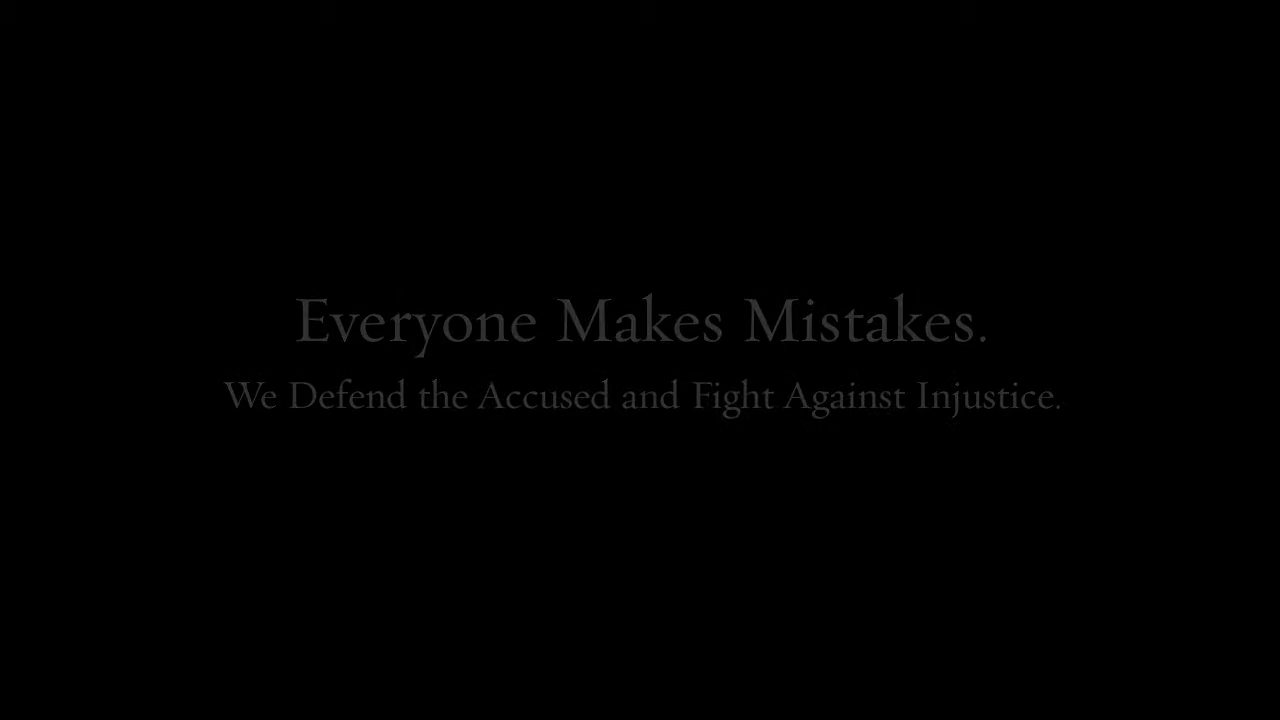 Everyone Makes Mistakes.
We Defend the Accused and Fight Against Injustice.